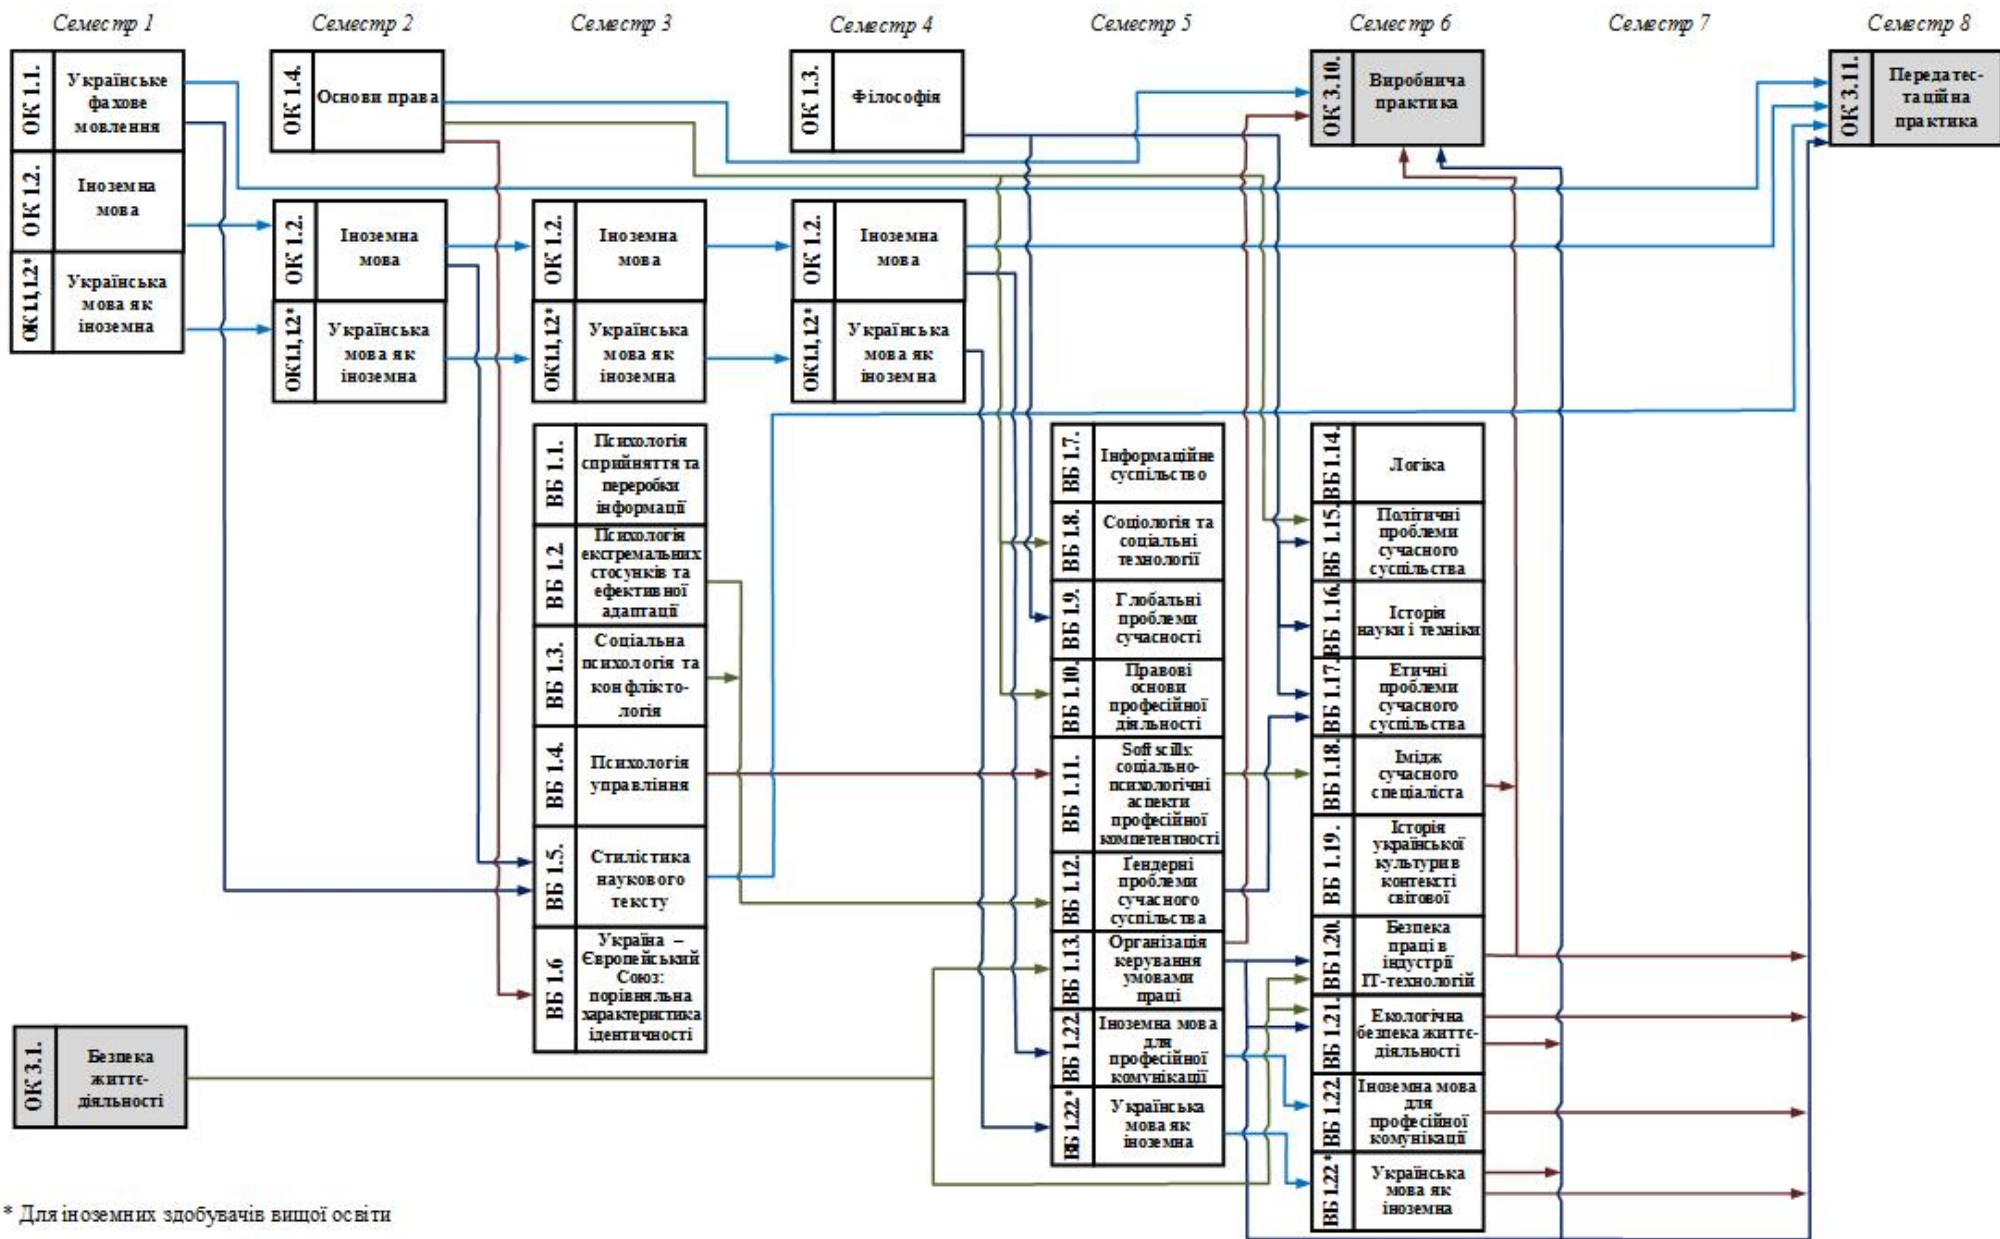 Семестр 1
Семестр 2
Семестр 3
Семестр 4
Семестр 5
Семестр 6
Семестр 7
Семестр 8
ОК 1.1.
Українське
фахове
мовлення
ОК 1.2.
Іноземна
мова
ОК 1.1,1.2*
Українська
мова як
іноземна
ОК 3.1.
Безпека
життє-
діяльності
ОК 1.4.
Основи права
ОК 1.2.
Іноземна
мова
ОК 1.1,1.2*
Українська
мова як
іноземна
ОК 1.2.
Іноземна
мова
ОК 1.1,1.2*
Українська
мова як
іноземна
ВБ 1.1.
Психологія
сприйняття та
переробки
інформації
ВБ 1.2.
Психологія
екстремальних
стосунків та
ефективної
адаптації
ВБ 1.3.
Соціальна
психологія та
конфлікто-
логія
ВБ 1.4.
Психологія
управління
ВБ 1.5.
Стилістика
наукового
тексту
ВБ 1.6
Україна –
Європейський
Союз:
порівняльна
характеристика
ідентичності
ОК 1.3.
Філософія
ОК 1.2.
Іноземна
мова
ОК 1.1,1.2*
Українська
мова як
іноземна
ВБ 1.7.
Інформаційне
суспільство
ВБ 1.8.
Соціологія та
соціальні
технології
ВБ 1.9.
Глобальні
проблеми
сучасності
ВБ 1.10.
Правові
основи
професійної
діяльності
ВБ 1.11.
Soft scills:
соціально-
психологічні
аспекти
професійної
компетентності
ВБ 1.12.
Ґендерні
проблеми
сучасного
суспільства
ВБ 1.13.
Організація
керування
умовами
праці
ВБ 1.22.
Іноземна мова
для
професійної
комунікації
ВБ 1.22.*
Українська
мова як
іноземна
ОК 3.10.
Виробнича
практика
ВБ 1.14.
Логіка
ВБ 1.15.
Політичні
проблеми
сучасного
суспільства
ВБ 1.16.
Історія
науки і техніки
ВБ 1.17.
Етичні
проблеми
сучасного
суспільства
ВБ 1.18.
Імідж
сучасного
спеціаліста
ВБ 1.19.
Історія
української
культури в
контексті
світової
ВБ 1.20.
Безпека
праці в
індустрії
ІТ-технологій
ВБ 1.21.
Екологічна
безпека життє-
діяльності
ВБ 1.22.
Іноземна мова
для
професійної
комунікації
ВБ 1.22*
Українська
мова як
іноземна
ОК 3.11.
Передатес-
таційна
практика
* Для іноземних здобувачів вищої освіти